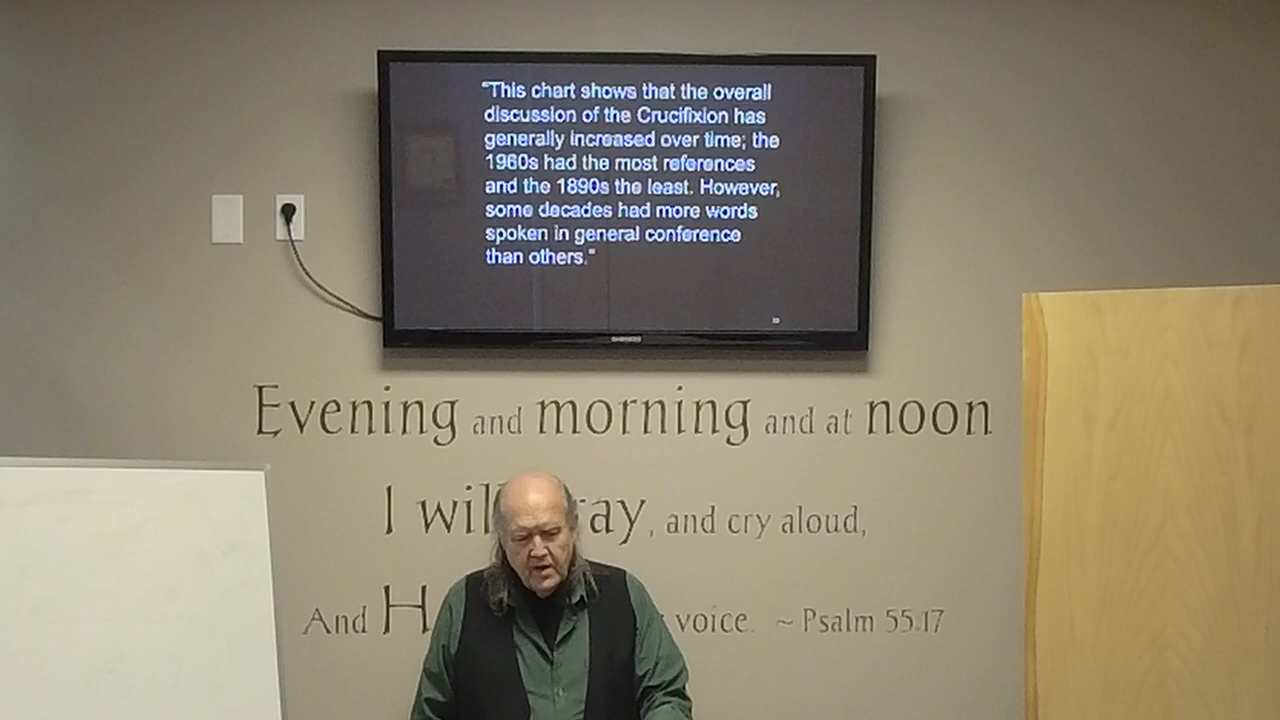 "This chart shows that the overall
discussion of the Crucifixion has
generally increased over time; the
1960s had the most references
and the 1890s the least. However,
some decades had more words
spoken in general conference
than others."
Evening and morning and at noon
I will ay, and cry aloud,
And H voice. ~ Psalm 55.17